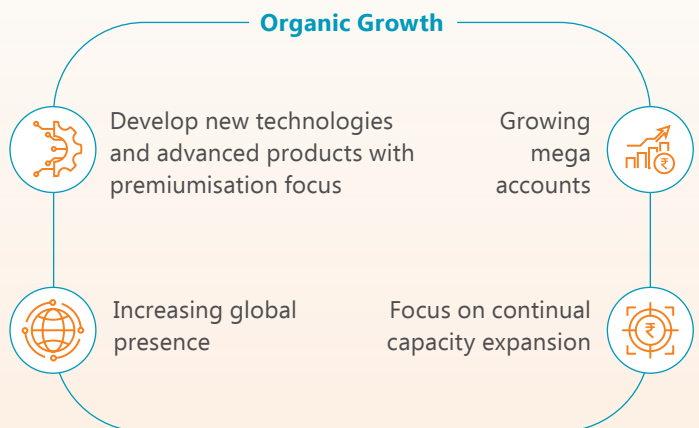 Organic Growth
Develop new technologies
and advanced products with
premiumisation focus
Growing
mega
accounts
Increasing global
presence
Focus on continual
capacity expansion
₹
₹